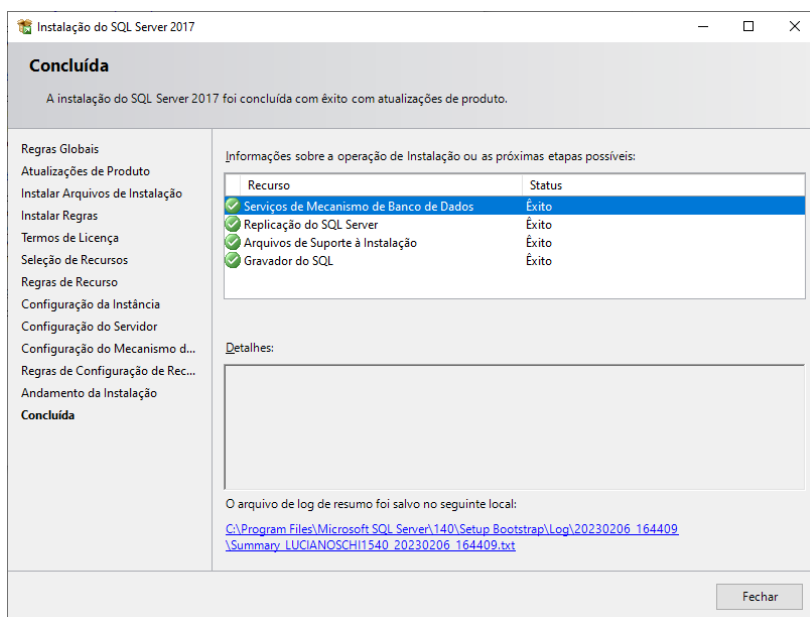 Instalação do SQL Server 2017
Concluída
A instalação do SQL Server 2017 foi concluída com êxito com atualizações de produto.
Regras Globais
Atualizações de Produto
Instalar Arquivos de Instalação
Instalar Regras
Termos de Licença
Seleção de Recursos
Regras de Recurso
Configuração da Instância
Configuração do Servidor
Configuração do Mecanismo d...
Regras de Configuração de Rec...
Andamento da Instalação
Concluída
Informações sobre a operação de Instalação ou as próximas etapas possíveis:
Recurso Status
Serviços de Mecanismo de Banco de Dados Êxito
Replicação do SQL Server Êxito
Arquivos de Suporte à Instalação Êxito
Gravador do SQL Êxito
Detalhes:
O arquivo de log de resumo foi salvo no seguinte local:
C:\Program Files\Microsoft SQL Server\140\Setup Bootstrap\Log\20230206_164409
\Summary_LUCIANOSCHI1540_20230206_164409.txt
Fechar